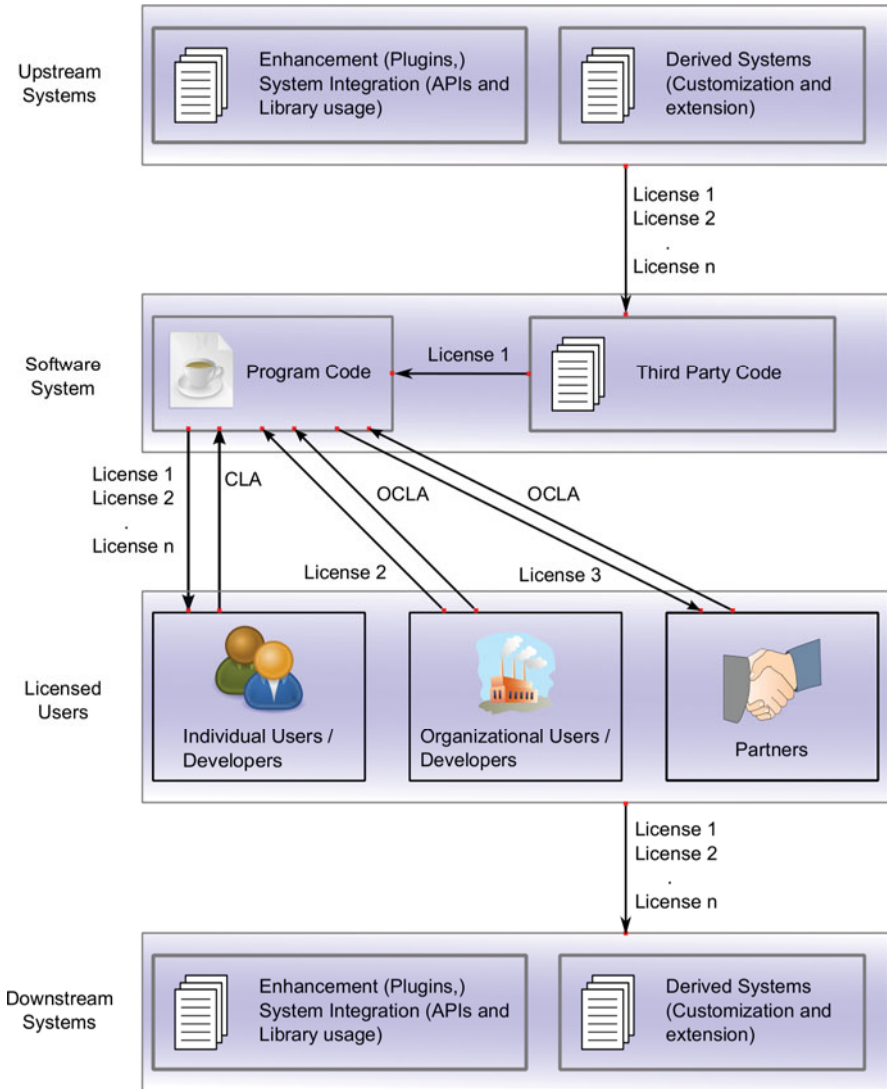 Upstream
Systems
Enhancement (Plugins,)
System Integration (APIs and
Library usage)
Derived Systems
(Customization and
extension)
License 1
License 2
.
License n
Software
System
Program Code
License 1
Third Party Code
License 1
License 2
.
License n
CLA
License 2
OCLA
License 3
OCLA
Licensed
Users
Individual Users /
Developers
Organizational Users /
Developers
Partners
License 1
License 2
.
License n
Downstream
Systems
Enhancement (Plugins,)
System Integration (APIs and
Library usage)
Derived Systems
(Customization and
extension)